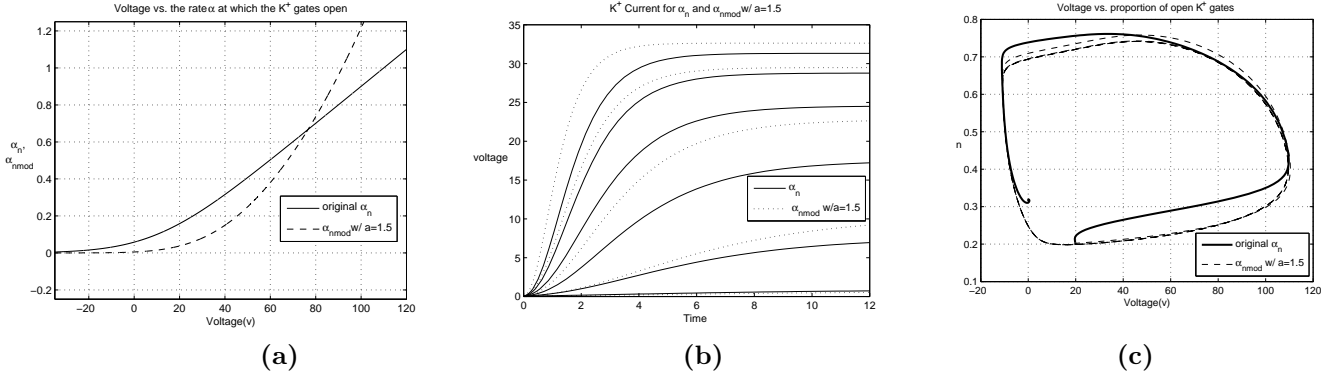 Voltage vs. the rate α at which the K⁺ gates open
1.2
1
0.8
0.6
0.4
0.2
0
−0.2
αₙ,
αₙₘₒd
−20
0
20
40
60
80
100
120
Voltage(v)
original αₙ
αₙₘₒd w/ a=1.5
(a)
K⁺ Current for αₙ and αₙₘₒd w/ a=1.5
35
30
25
20
15
10
5
0
voltage
0
2
4
6
8
10
12
Time
αₙ
αₙₘₒd w/a=1.5
(b)
Voltage vs. proportion of open K⁺ gates
0.8
0.7
0.6
0.5
0.4
0.3
0.2
0.1
n
−20
0
20
40
60
80
100
120
Voltage(v)
original αₙ
αₙₘₒd w/ a=1.5
(c)